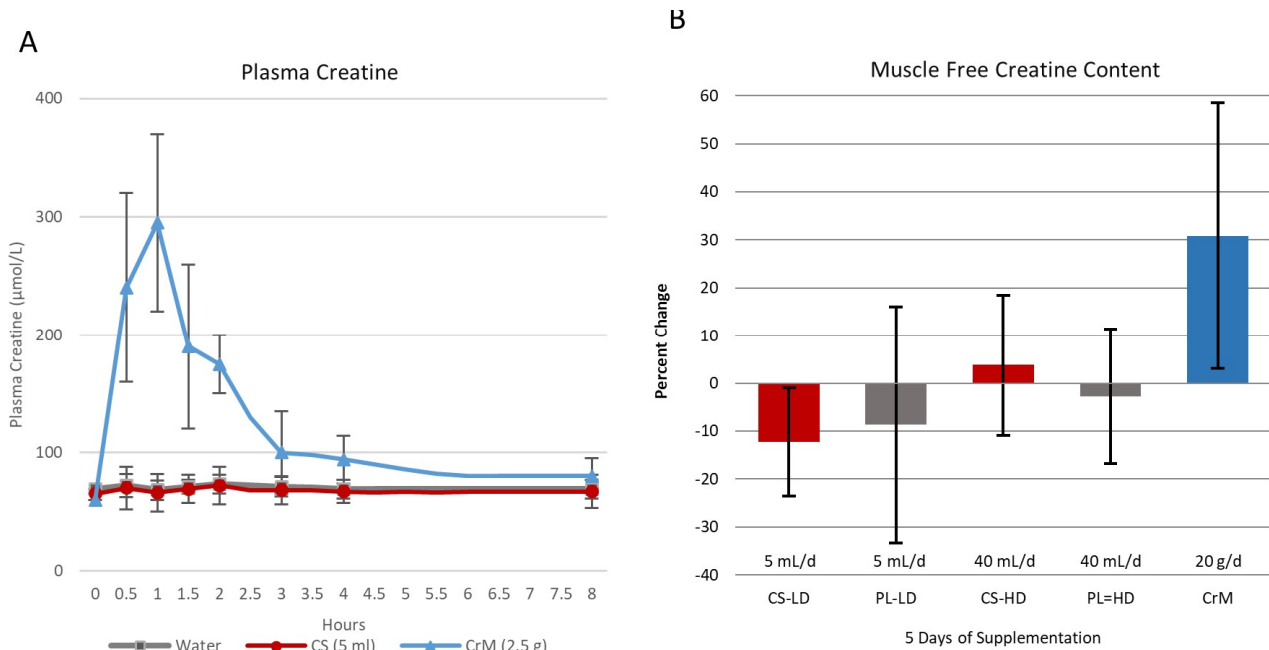 A
Plasma Creatine
400
300
200
100
0
Plasma Creatine (µmol/L)
0 0.5 1 1.5 2 2.5 3 3.5 4 4.5 5 5.5 6 6.5 7 7.5 8
Hours
Water CS (5 ml) CrM (2.5 g)
B
Muscle Free Creatine Content
60
50
40
30
20
10
0
-10
-20
-30
-40
Percent Change
5 mL/d 5 mL/d 40 mL/d 40 mL/d 20 g/d
CS-LD PL-LD CS-HD PL=HD CrM
5 Days of Supplementation